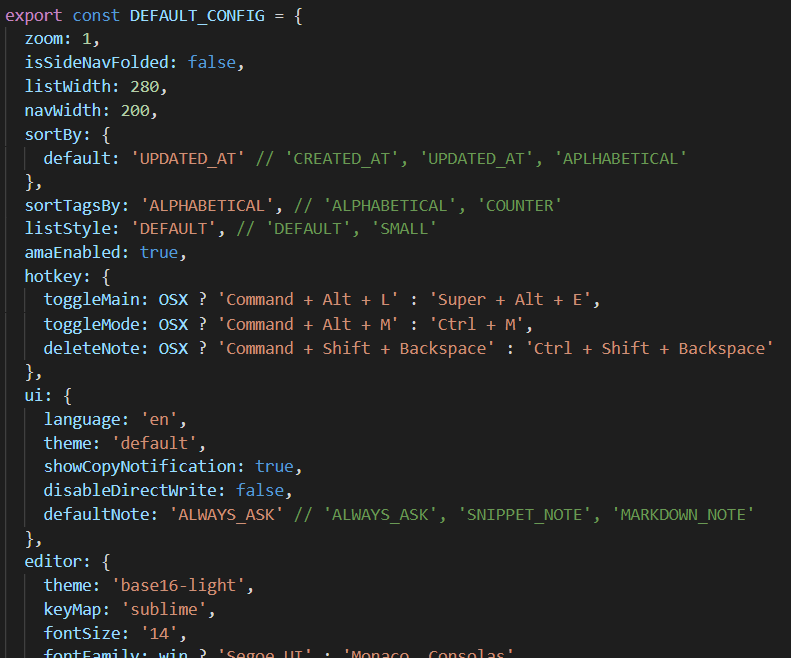 export const DEFAULT_CONFIG = {
zoom: 1,
isSideNavFolded: false,
listWidth: 280,
navWidth: 200,
sortBy: {
default: 'UPDATED_AT' // 'CREATED_AT', 'UPDATED_AT', 'APLHABETICAL'
},
sortTagsBy: 'ALPHABETICAL', // 'ALPHABETICAL', 'COUNTER'
listStyle: 'DEFAULT', // 'DEFAULT', 'SMALL'
amaEnabled: true,
hotkey: {
toggleMain: OSX ? 'Command + Alt + L' : 'Super + Alt + E',
toggleMode: OSX ? 'Command + Alt + M' : 'Ctrl + M',
deleteNote: OSX ? 'Command + Shift + Backspace' : 'Ctrl + Shift + Backspace'
},
ui: {
language: 'en',
theme: 'default',
showCopyNotification: true,
disableDirectWrite: false,
defaultNote: 'ALWAYS_ASK' // 'ALWAYS_ASK', 'SNIPPET_NOTE', 'MARKDOWN_NOTE'
},
editor: {
theme: 'base16-light',
keyMap: 'sublime',
fontSize: '14',
fontFamily: win ? 'Segoe UI' : 'Monaco, Consolas'